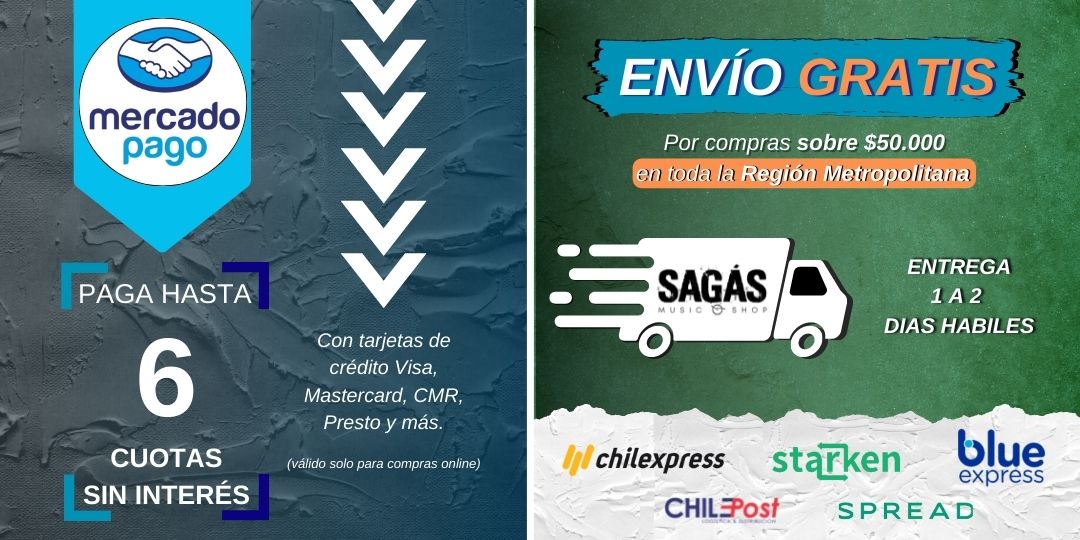 mercado
pago
PAGA HASTA
6
CUOTAS
SIN INTERÉS
Con tarjetas de
crédito Visa,
Mastercard, CMR,
Presto y más.
(válido solo para compras online)
ENVÍO GRATIS
Por compras sobre $50.000
en toda la Región Metropolitana
SAGÁS
MUSIC SHOP
ENTREGA
1 A 2
DIAS HABILES
chilexpress
starken
blue
express
CHILEPost
LOGÍSTICA & DISTRIBUCIÓN
SPREAD